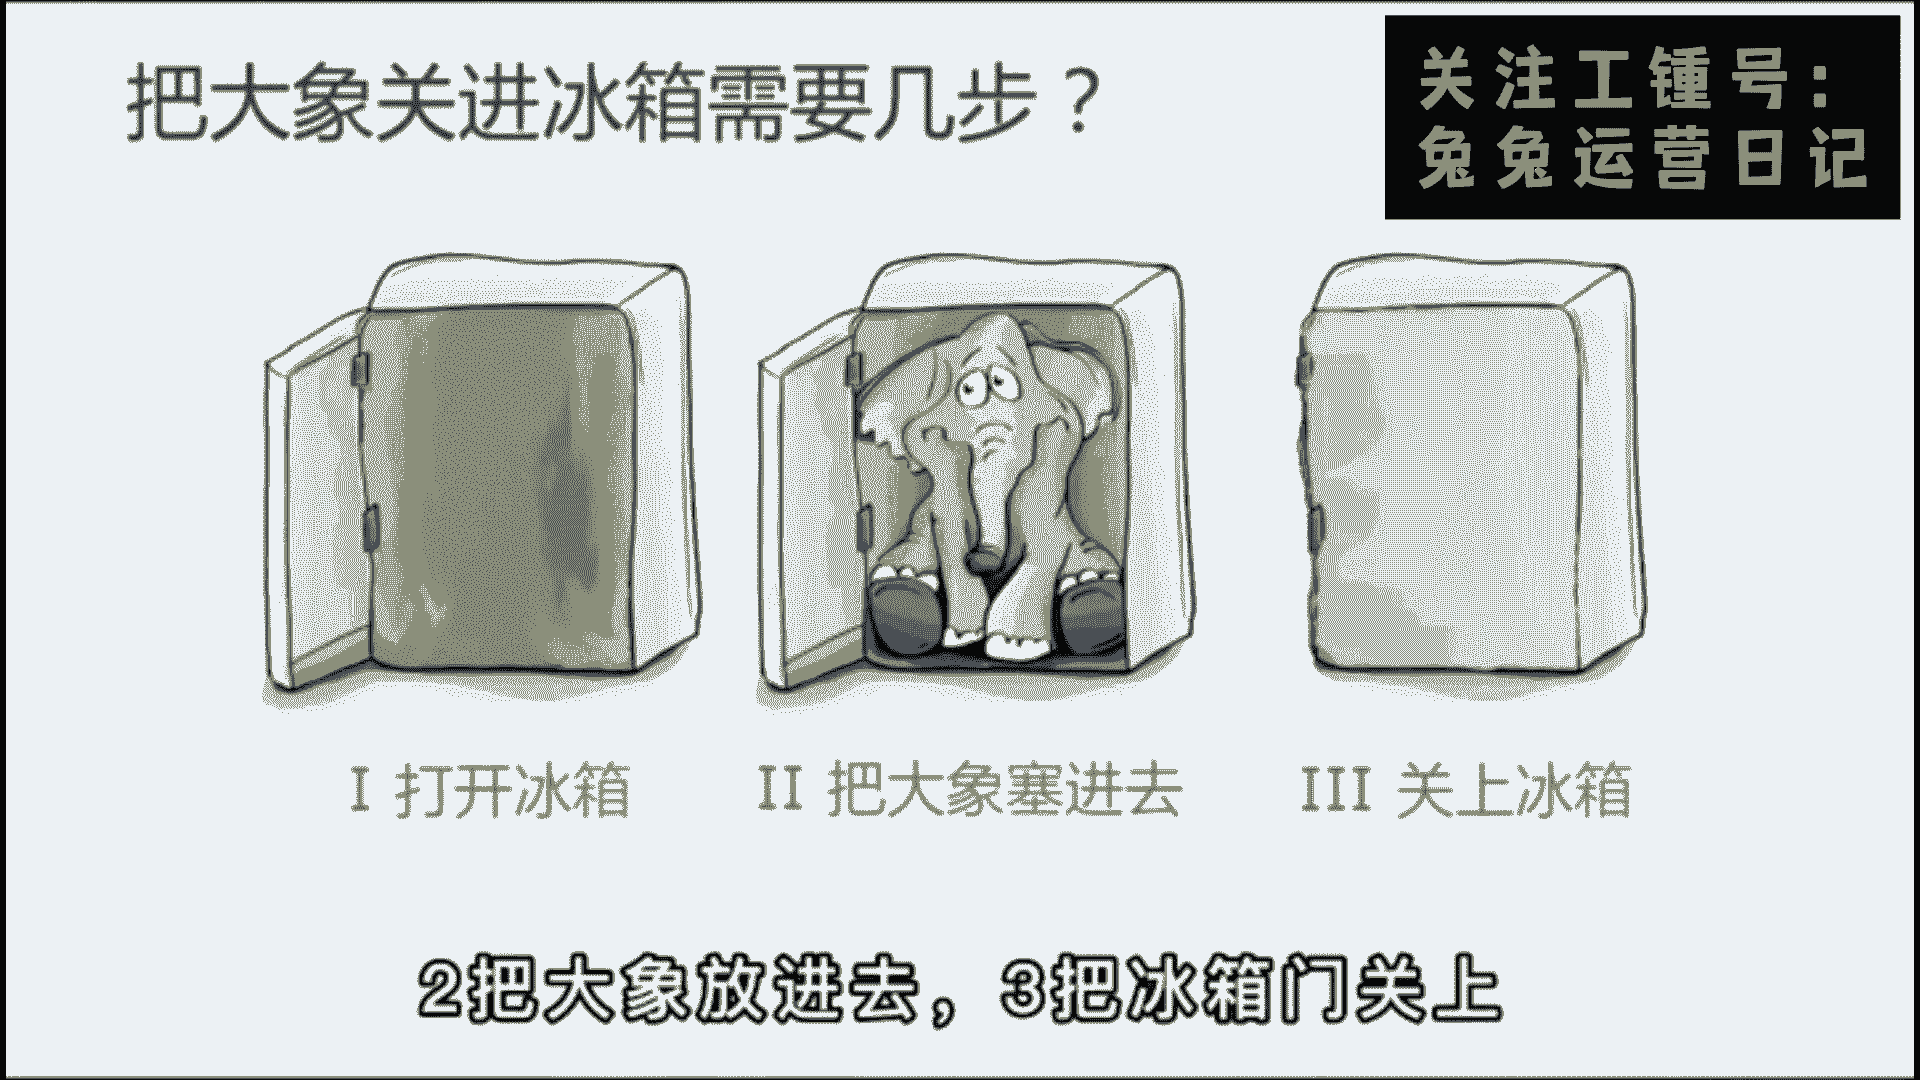 把大象关进冰箱需要几步？
关注工锺号：
兔兔运营日记
I 打开冰箱
II 把大象塞进去
III 关上冰箱
2把大象放进去，3把冰箱门关上